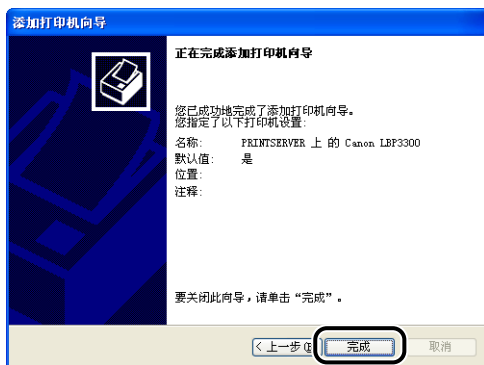 添加打印机向导
正在完成添加打印机向导
您已成功地完成了添加打印机向导。
您指定了以下打印机设置:
名称: PRINTSERVER 上 的 Canon LBP3300
默认值: 是
位置:
注释:
要关闭此向导，请单击“完成”。
< 上一步(B) 完成 取消